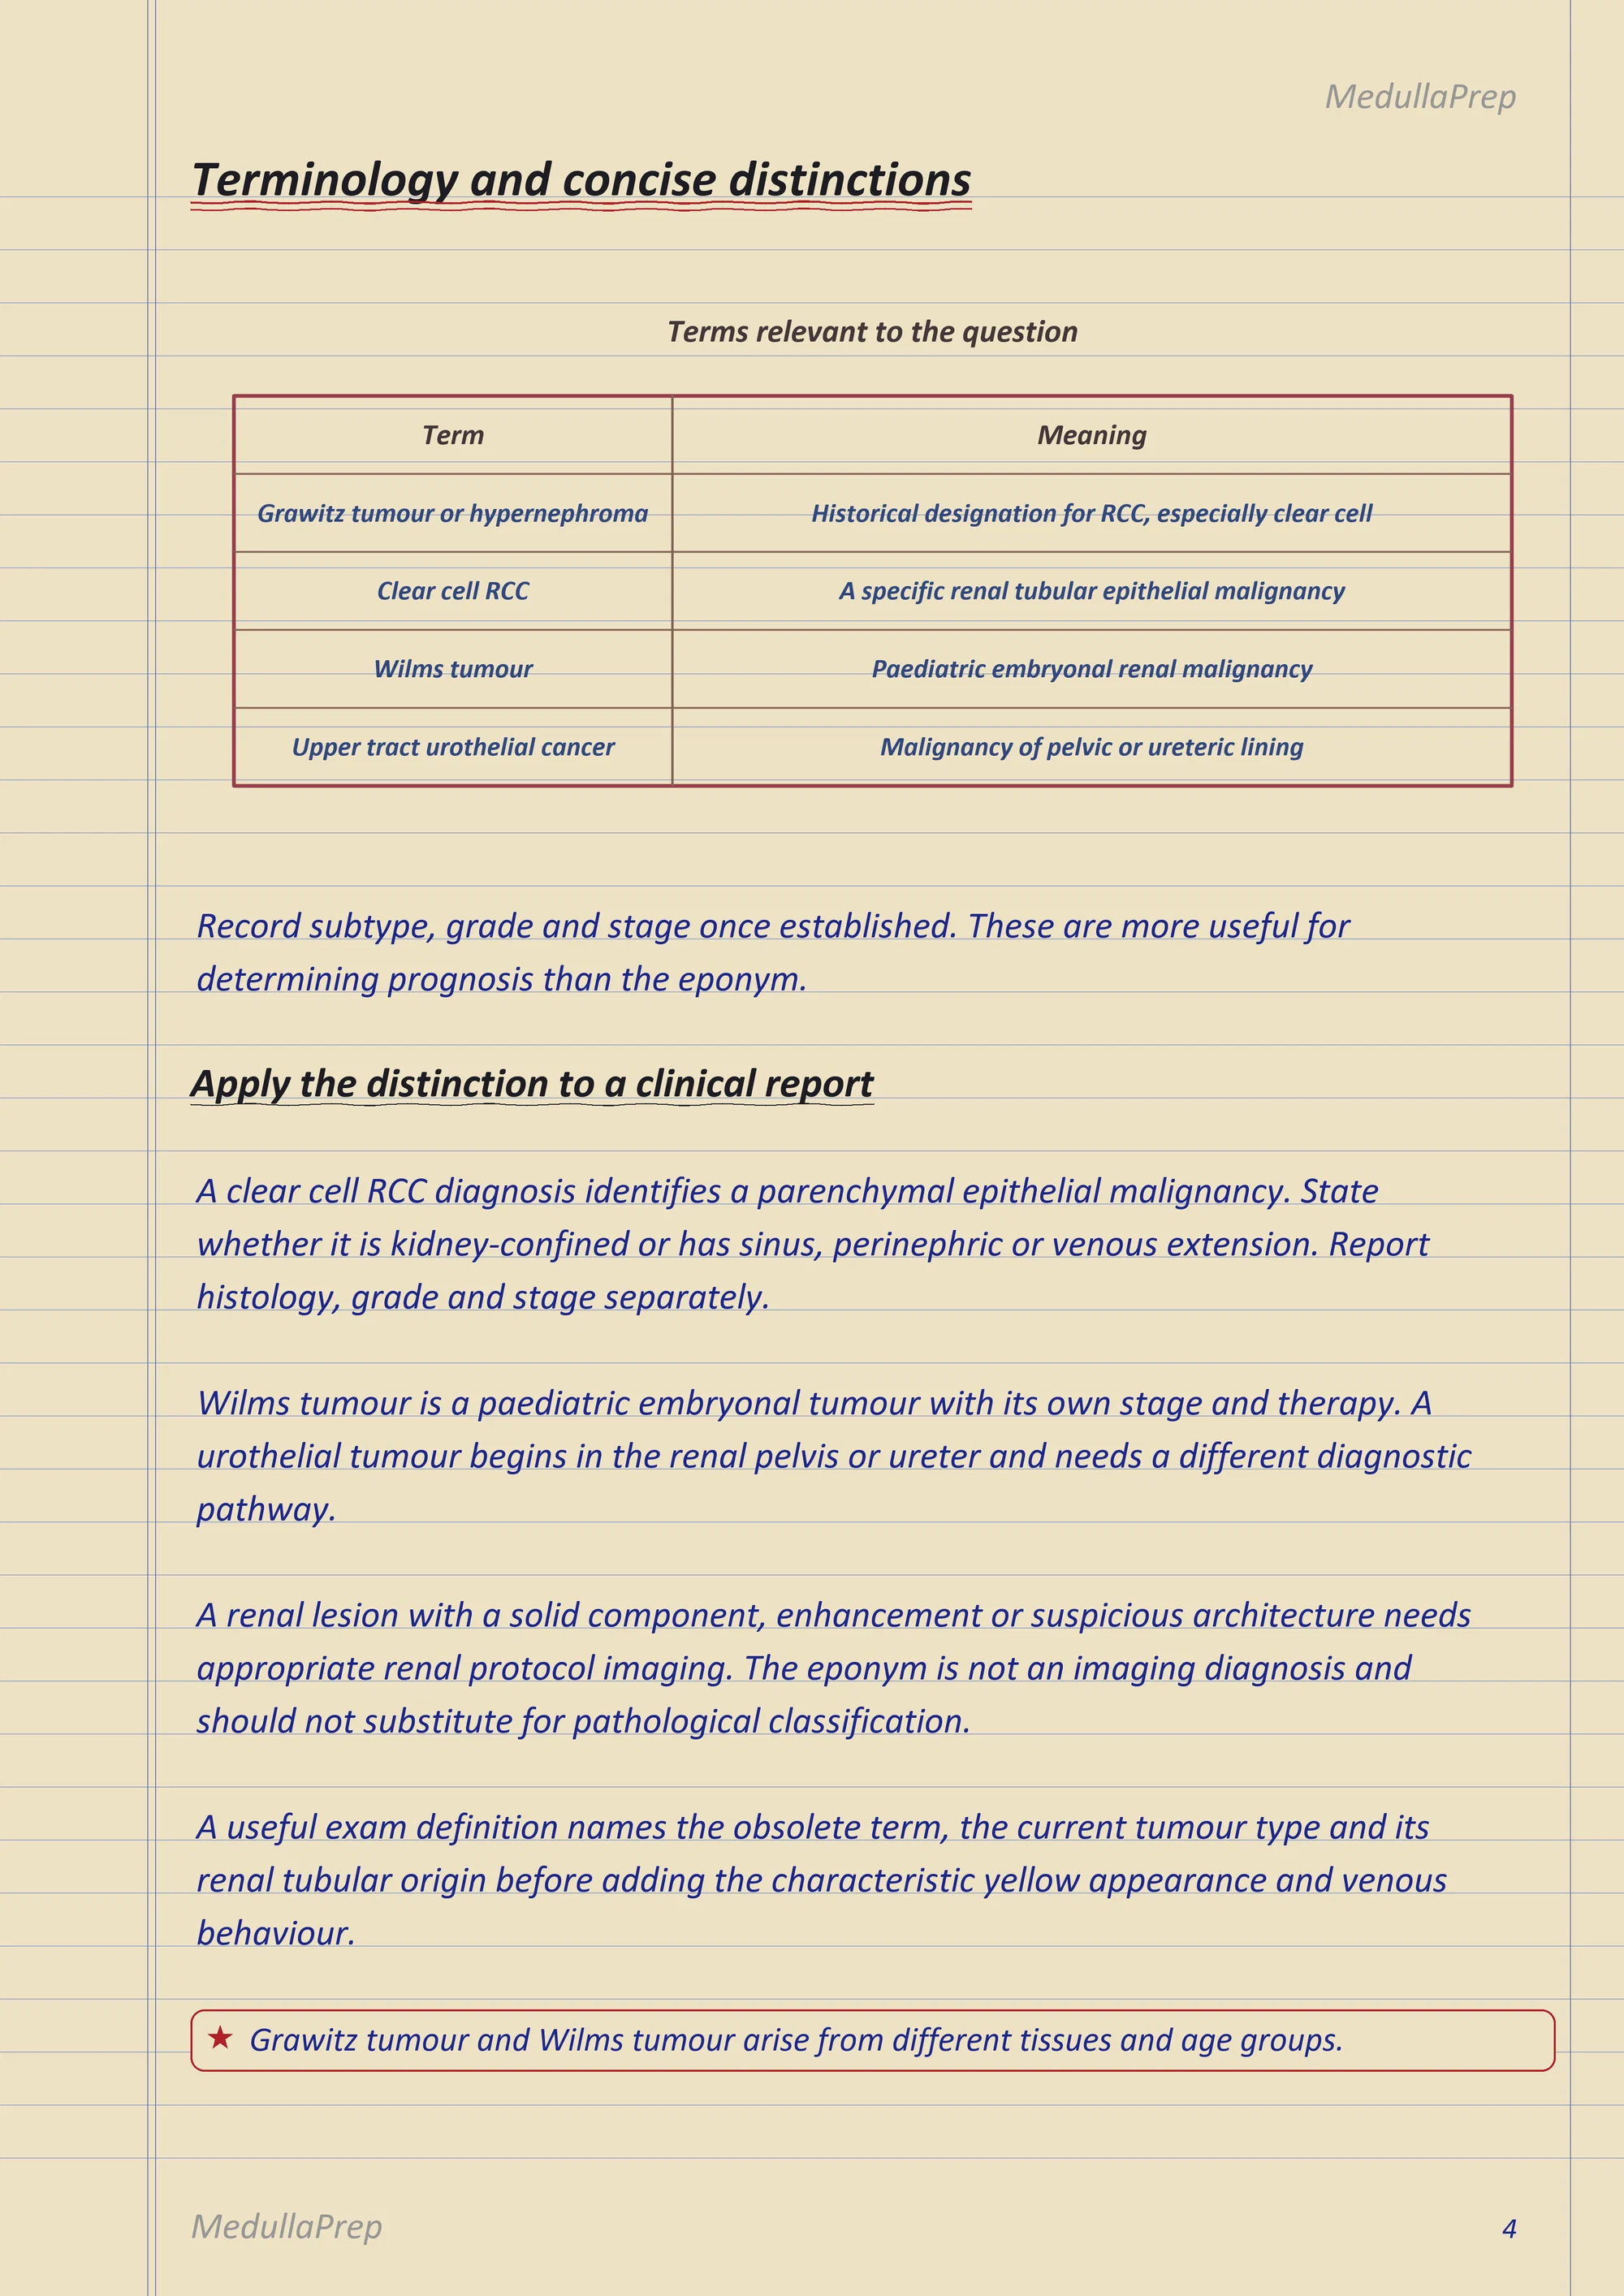 MedullaPrep
Terminology and concise distinctions
Terms relevant to the question
Term Meaning
Grawitz tumour or hypernephroma Historical designation for RCC, especially clear cell
Clear cell RCC A specific renal tubular epithelial malignancy
Wilms tumour Paediatric embryonal renal malignancy
Upper tract urothelial cancer Malignancy of pelvic or ureteric lining
Record subtype, grade and stage once established. These are more useful for
determining prognosis than the eponym.
Apply the distinction to a clinical report
A clear cell RCC diagnosis identifies a parenchymal epithelial malignancy. State
whether it is kidney-confined or has sinus, perinephric or venous extension. Report
histology, grade and stage separately.
Wilms tumour is a paediatric embryonal tumour with its own stage and therapy. A
urothelial tumour begins in the renal pelvis or ureter and needs a different diagnostic
pathway.
A renal lesion with a solid component, enhancement or suspicious architecture needs
appropriate renal protocol imaging. The eponym is not an imaging diagnosis and
should not substitute for pathological classification.
A useful exam definition names the obsolete term, the current tumour type and its
renal tubular origin before adding the characteristic yellow appearance and venous
behaviour.
★ Grawitz tumour and Wilms tumour arise from different tissues and age groups.
MedullaPrep 4